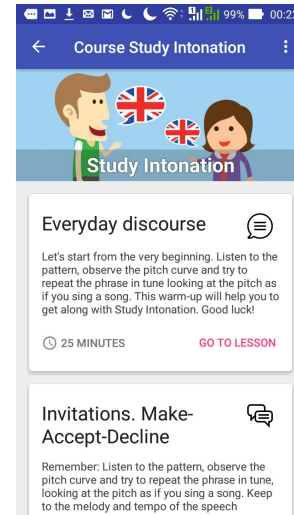 99% 00:22
Course Study Intonation
Study Intonation
Everyday discourse
Let's start from the very beginning. Listen to the
pattern, observe the pitch curve and try to
repeat the phrase in tune looking at the pitch as
if you sing a song. This warm-up will help you to
get along with Study Intonation. Good luck!
25 MINUTES
GO TO LESSON
Invitations. Make-
Accept-Decline
Remember: Listen to the pattern, observe the
pitch curve and try to repeat the phrase in tune,
looking at the pitch as if you sing a song. Keep
to the melody and tempo of the speech